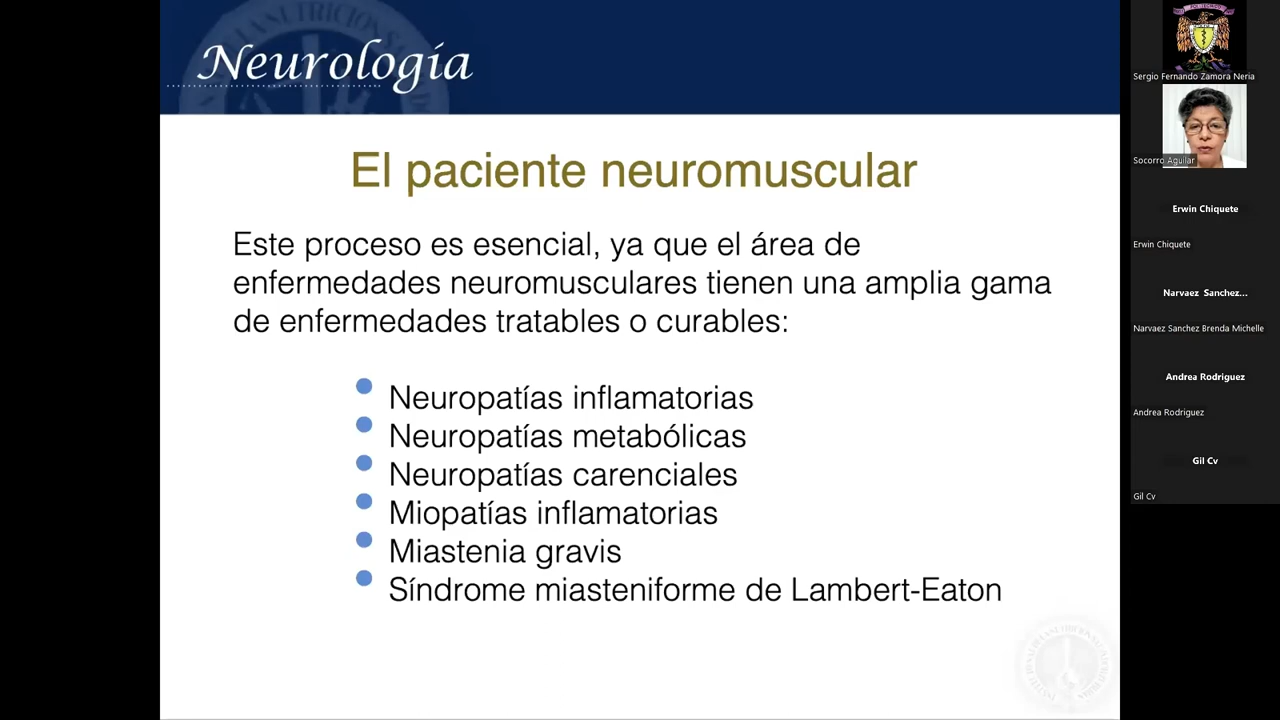 Neurología
El paciente neuromuscular
Este proceso es esencial, ya que el área de
enfermedades neuromusculares tienen una amplia gama
de enfermedades tratables o curables:
Neuropatías inflamatorias
Neuropatías metabólicas
Neuropatías carenciales
Miopatías inflamatorias
Miastenia gravis
Síndrome miasteniforme de Lambert-Eaton
Sergio Fernando Zamora Neria
Socorro Aguilar
Erwin Chiquete
Erwin Chiquete
Narvaez Sanchez...
Narvaez Sanchez Brenda Michelle
Andrea Rodriguez
Andrea Rodriguez
Gil Cv
Gil Cv